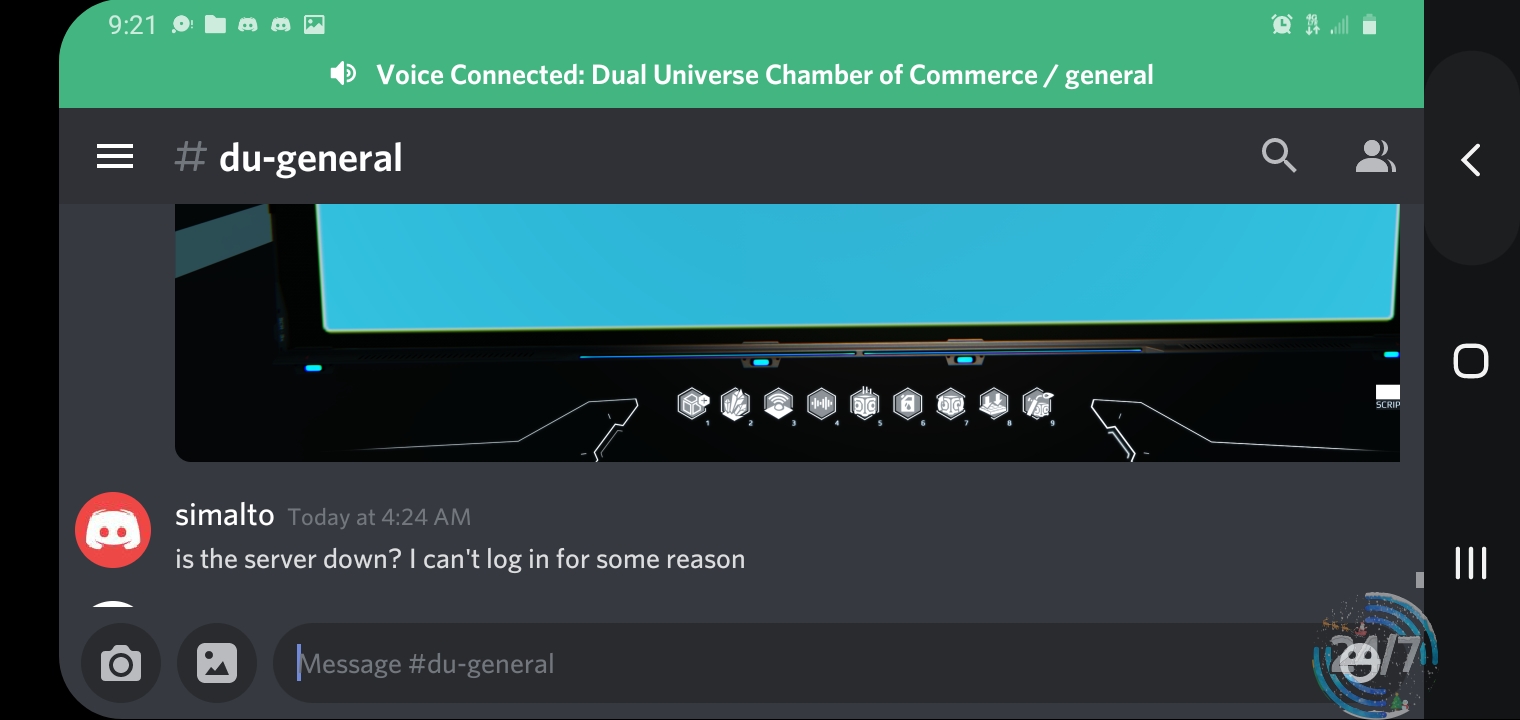 9:21
Voice Connected: Dual Universe Chamber of Commerce / general
# du-general
1 2 3 4 5 6 7 8 9
SCRIP
simalto Today at 4:24 AM
is the server down? I can't log in for some reason
Message #du-general
24/7